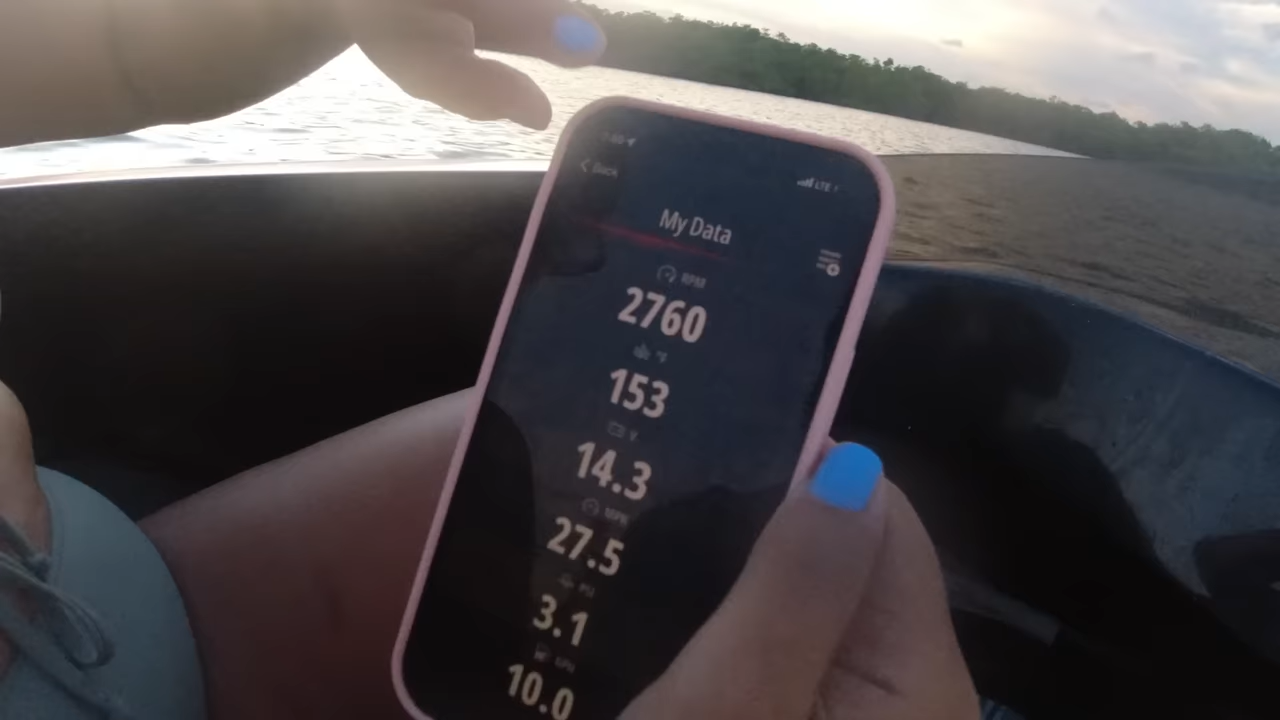 Back
LTE
My Data
RPM
2760
°F
153
V
14.3
MPH
27.5
PSI
3.1
GPH
10.0